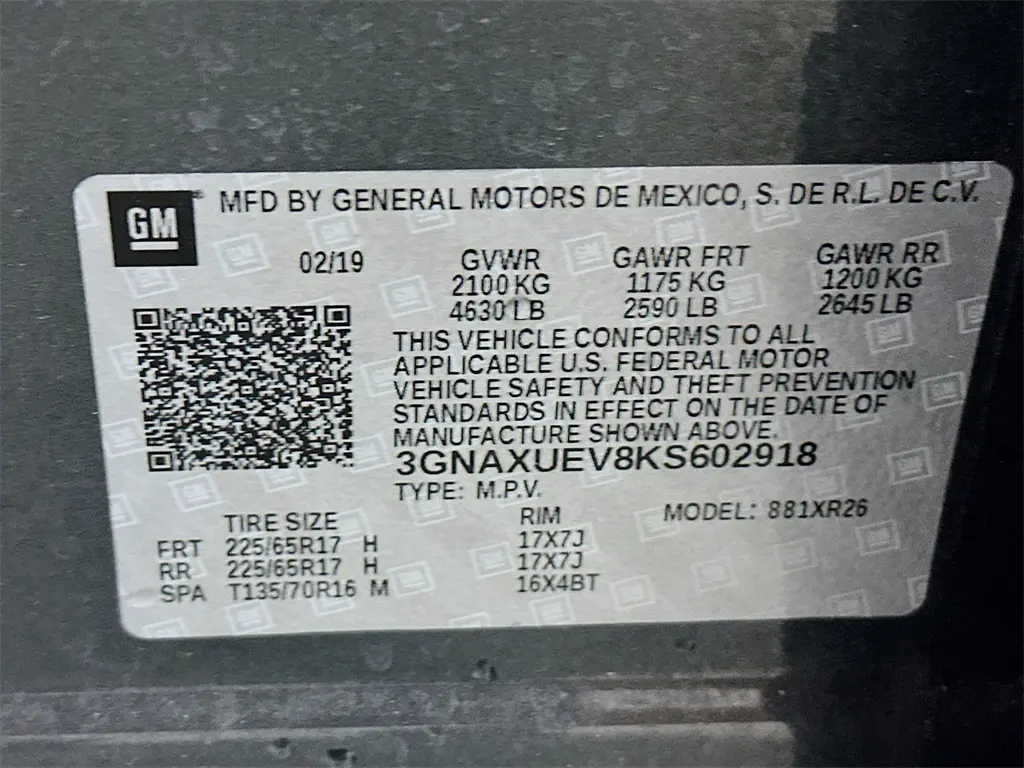 GM ® MFD BY GENERAL MOTORS DE MEXICO, S. DE R.L. DE C.V.
02/19 GVWR GAWR FRT GAWR RR
2100 KG 1175 KG 1200 KG
4630 LB 2590 LB 2645 LB
THIS VEHICLE CONFORMS TO ALL
APPLICABLE U.S. FEDERAL MOTOR
VEHICLE SAFETY AND THEFT PREVENTION
STANDARDS IN EFFECT ON THE DATE OF
MANUFACTURE SHOWN ABOVE.
3GNAXUEV8KS602918
TYPE: M.P.V.
TIRE SIZE RIM MODEL: 881XR26
FRT 225/65R17 H 17X7J
RR 225/65R17 H 17X7J
SPA T135/70R16 M 16X4BT